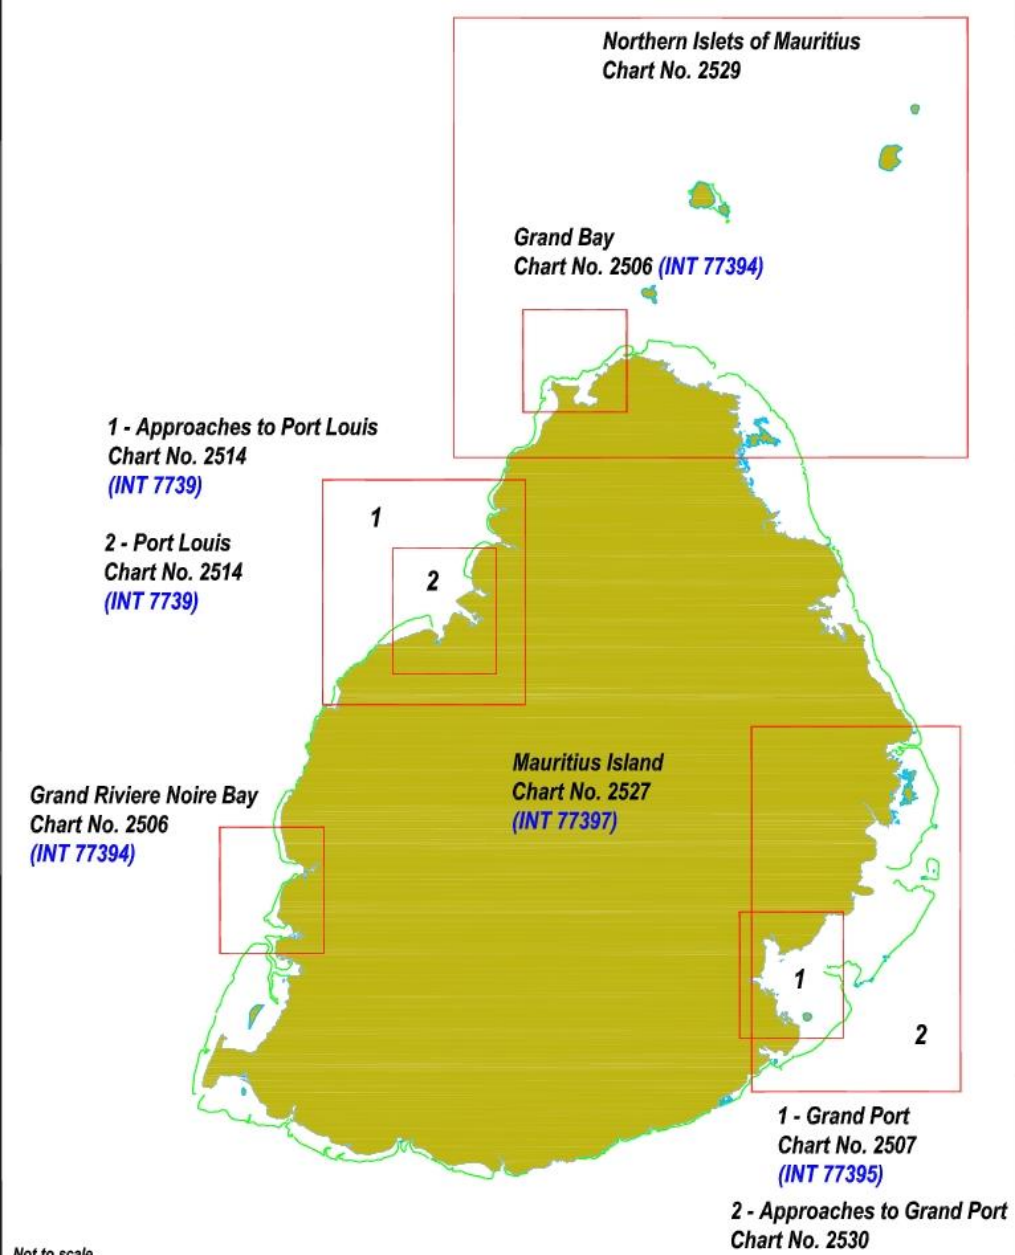 Northern Islets of Mauritius
Chart No. 2529
Grand Bay
Chart No. 2506 (INT 77394)
1 - Approaches to Port Louis
Chart No. 2514
(INT 7739)
1
2 - Port Louis
Chart No. 2514
(INT 7739)
2
Mauritius Island
Chart No. 2527
(INT 77397)
Grand Riviere Noire Bay
Chart No. 2506
(INT 77394)
1
2
1 - Grand Port
Chart No. 2507
(INT 77395)
2 - Approaches to Grand Port
Chart No. 2530
Not to scale